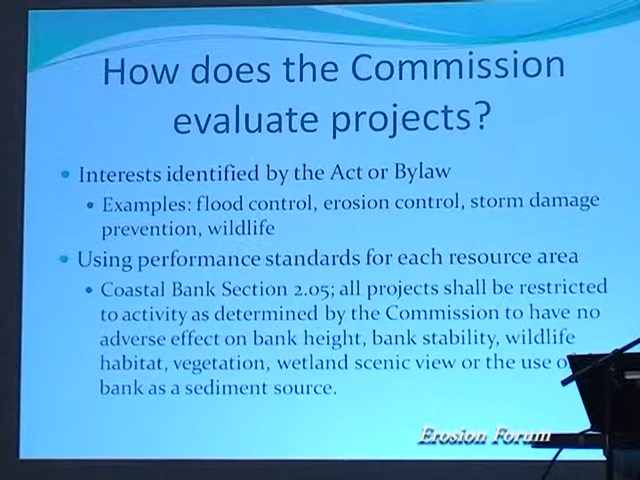 How does the Commission
evaluate projects?
• Interests identified by the Act or Bylaw
• Examples: flood control, erosion control, storm damage
prevention, wildlife
• Using performance standards for each resource area
• Coastal Bank Section 2.05; all projects shall be restricted
to activity as determined by the Commission to have no
adverse effect on bank height, bank stability, wildlife
habitat, vegetation, wetland scenic view or the use
bank as a sediment source.
Erosion Forum